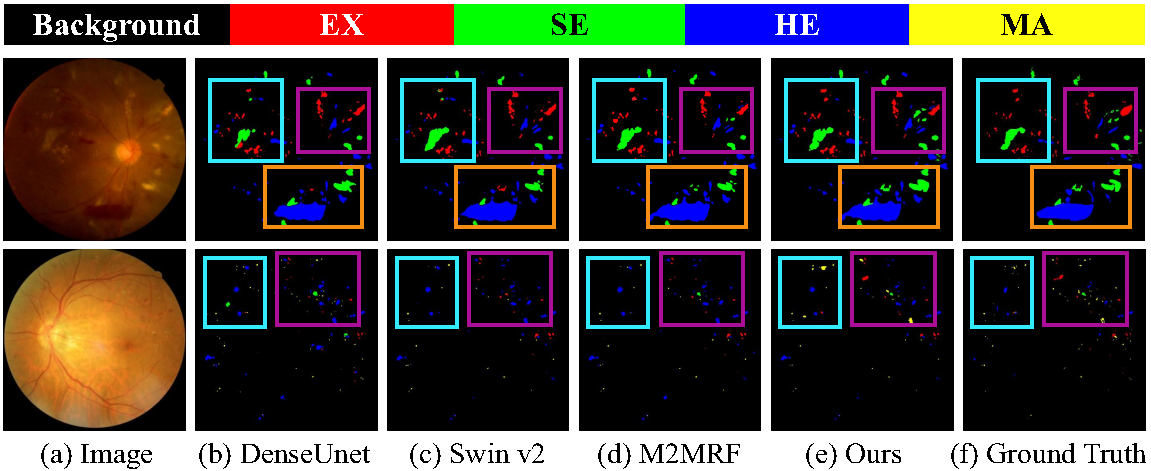 Background EX SE HE MA
(a) Image (b) DenseUnet (c) Swin v2 (d) M2MRF (e) Ours (f) Ground Truth